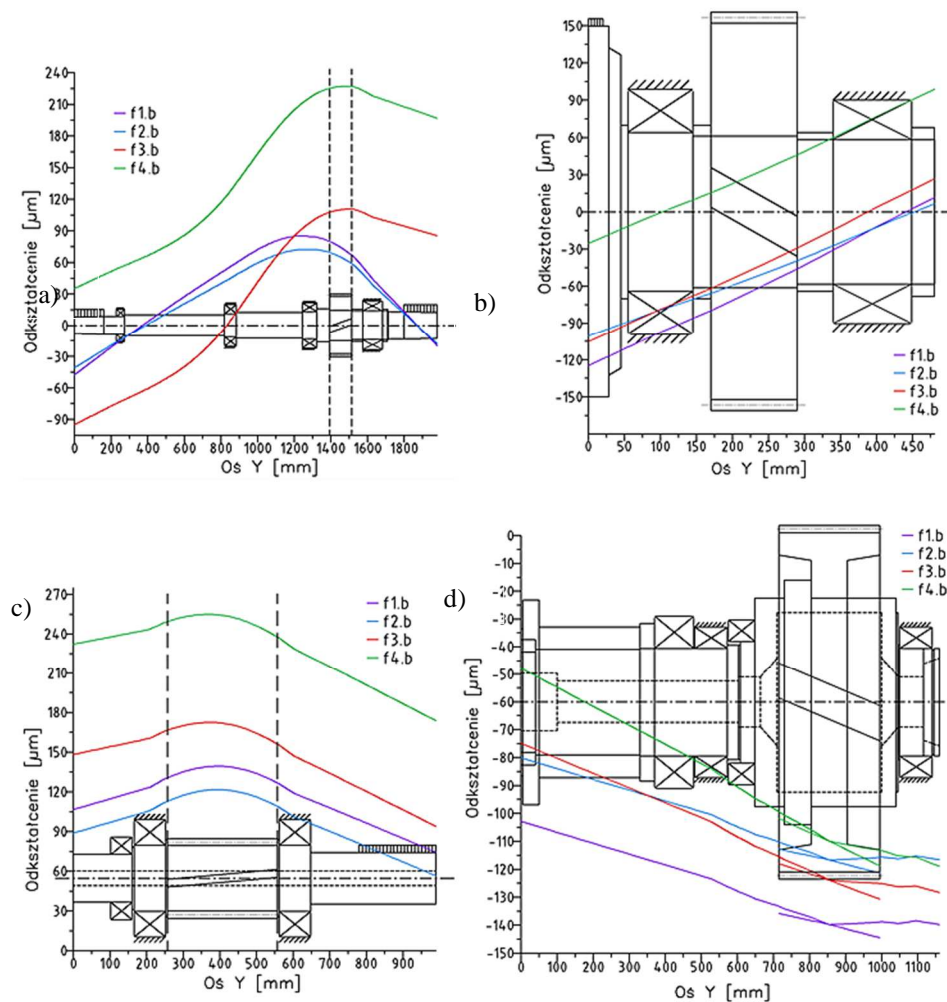 a)
Odkształcenie [µm]
240
210
180
150
120
90
60
30
0
-30
-60
-90
f1.b
f2.b
f3.b
f4.b
0 200 400 600 800 1000 1200 1400 1600 1800
Oś Y [mm]
b)
Odkształcenie [µm]
150
120
90
60
30
0
-30
-60
-90
-120
-150
f1.b
f2.b
f3.b
f4.b
0 50 100 150 200 250 300 350 400 450
Oś Y [mm]
c)
Odkształcenie [µm]
270
240
210
180
150
120
90
60
30
0
f1.b
f2.b
f3.b
f4.b
0 100 200 300 400 500 600 700 800 900
Oś Y [mm]
d)
Odkształcenie [µm]
-0
-10
-20
-30
-40
-50
-60
-70
-80
-90
-100
-110
-120
-130
-140
-150
f1.b
f2.b
f3.b
f4.b
0 100 200 300 400 500 600 700 800 900 1000 1100
Oś Y [mm]